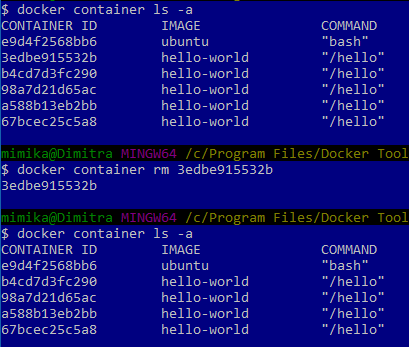 $ docker container ls -a
CONTAINER ID IMAGE COMMAND
e9d4f2568bb6 ubuntu "bash"
3edbe915532b hello-world "/hello"
b4cd7d3fc290 hello-world "/hello"
98a7d21d65ac hello-world "/hello"
a588b13eb2bb hello-world "/hello"
67bcec25c5a8 hello-world "/hello"
mimika@Dimitra MINGW64 /c/Program Files/Docker Tool
$ docker container rm 3edbe915532b
3edbe915532b
mimika@Dimitra MINGW64 /c/Program Files/Docker Tool
$ docker container ls -a
CONTAINER ID IMAGE COMMAND
e9d4f2568bb6 ubuntu "bash"
b4cd7d3fc290 hello-world "/hello"
98a7d21d65ac hello-world "/hello"
a588b13eb2bb hello-world "/hello"
67bcec25c5a8 hello-world "/hello"